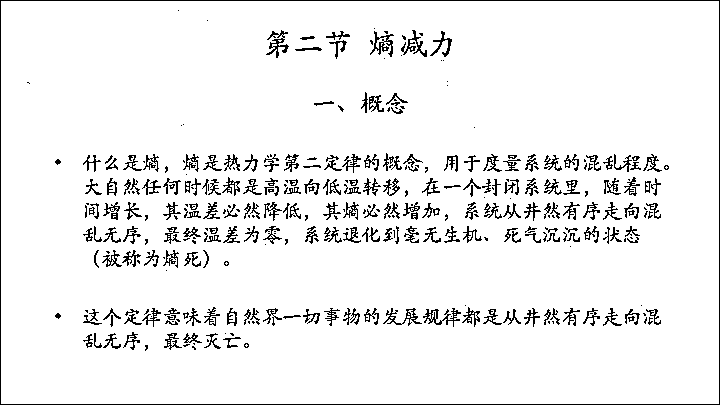 第二节 熵减力
一、概念
• 什么是熵，熵是热力学第二定律的概念，用于度量系统的混乱程度。
大自然任何时候都是高温向低温转移，在一个封闭系统里，随着时
间增长，其温差必然降低，其熵必然增加，系统从井然有序走向混
乱无序，最终温差为零，系统退化到毫无生机、死气沉沉的状态
（被称为熵死）。
• 这个定律意味着自然界一切事物的发展规律都是从井然有序走向混
乱无序，最终灭亡。